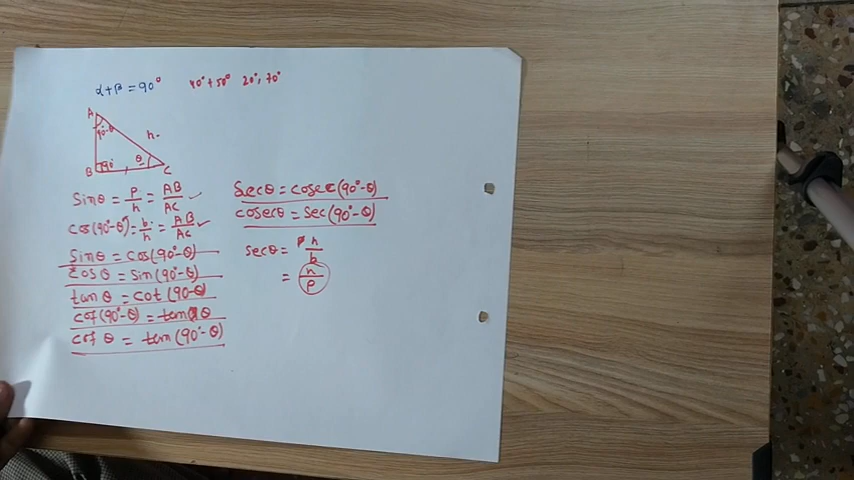 α+β = 90° 40° + 50° 20°, 70°
A
90°-θ h
B 90° θ C
Sinθ = P/h = AB/AC ✓
cos(90°-θ) = b/h = AB/AC ✓
Sinθ = cos(90°-θ)
cosθ = sin(90°-θ)
tanθ = cot(90-θ)
cot(90°-θ) = tanθ
cotθ = tan(90°-θ)
Secθ = cosec(90°-θ)
cosecθ = sec(90°-θ)
secθ = h/b
= h/P